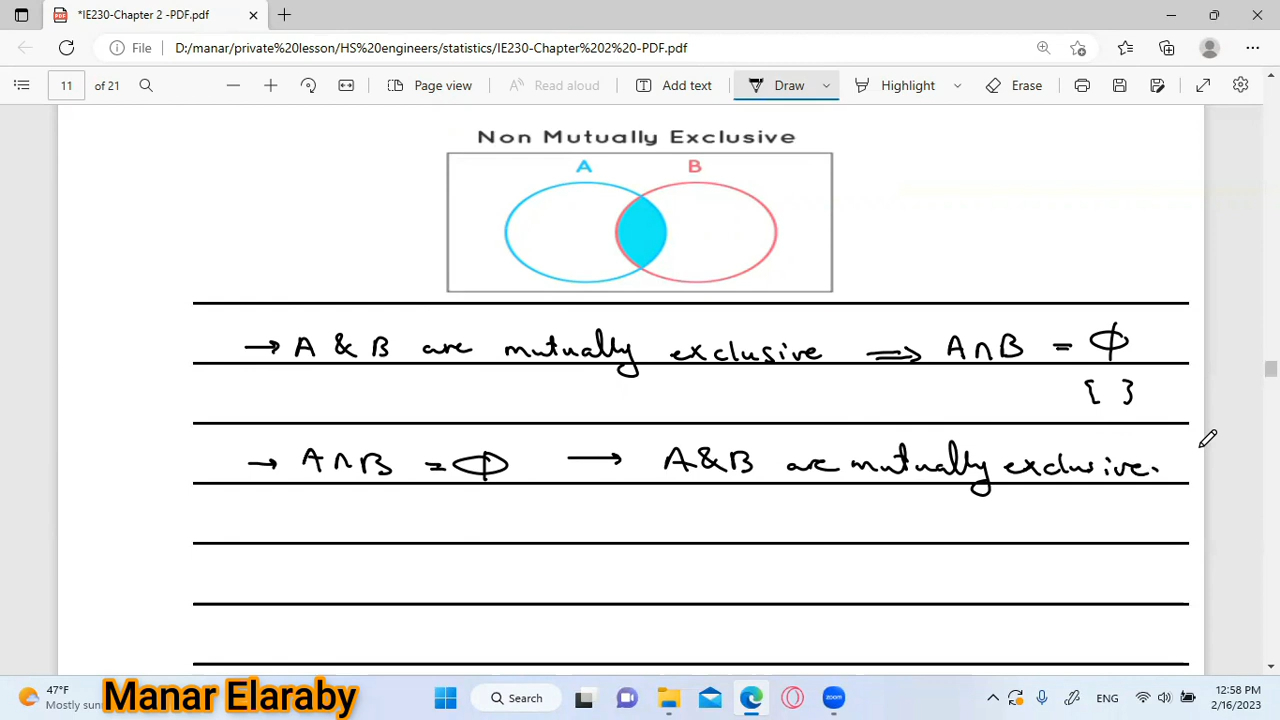 *IE230-Chapter 2 -PDF.pdf
File D:/manar/private%20lesson/HS%20engineers/statistics/IE230-Chapter%202%20-PDF.pdf
11 of 21 Page view Read aloud Add text Draw Highlight Erase
Non Mutually Exclusive
A B
→ A & B are mutually exclusive ⟹ A∩B = Φ
{ }
→ A∩B = Φ → A&B are mutually exclusive.
47°F
Mostly sun
Manar Elaraby
Search
zoom
ENG
12:58 PM
2/16/2023